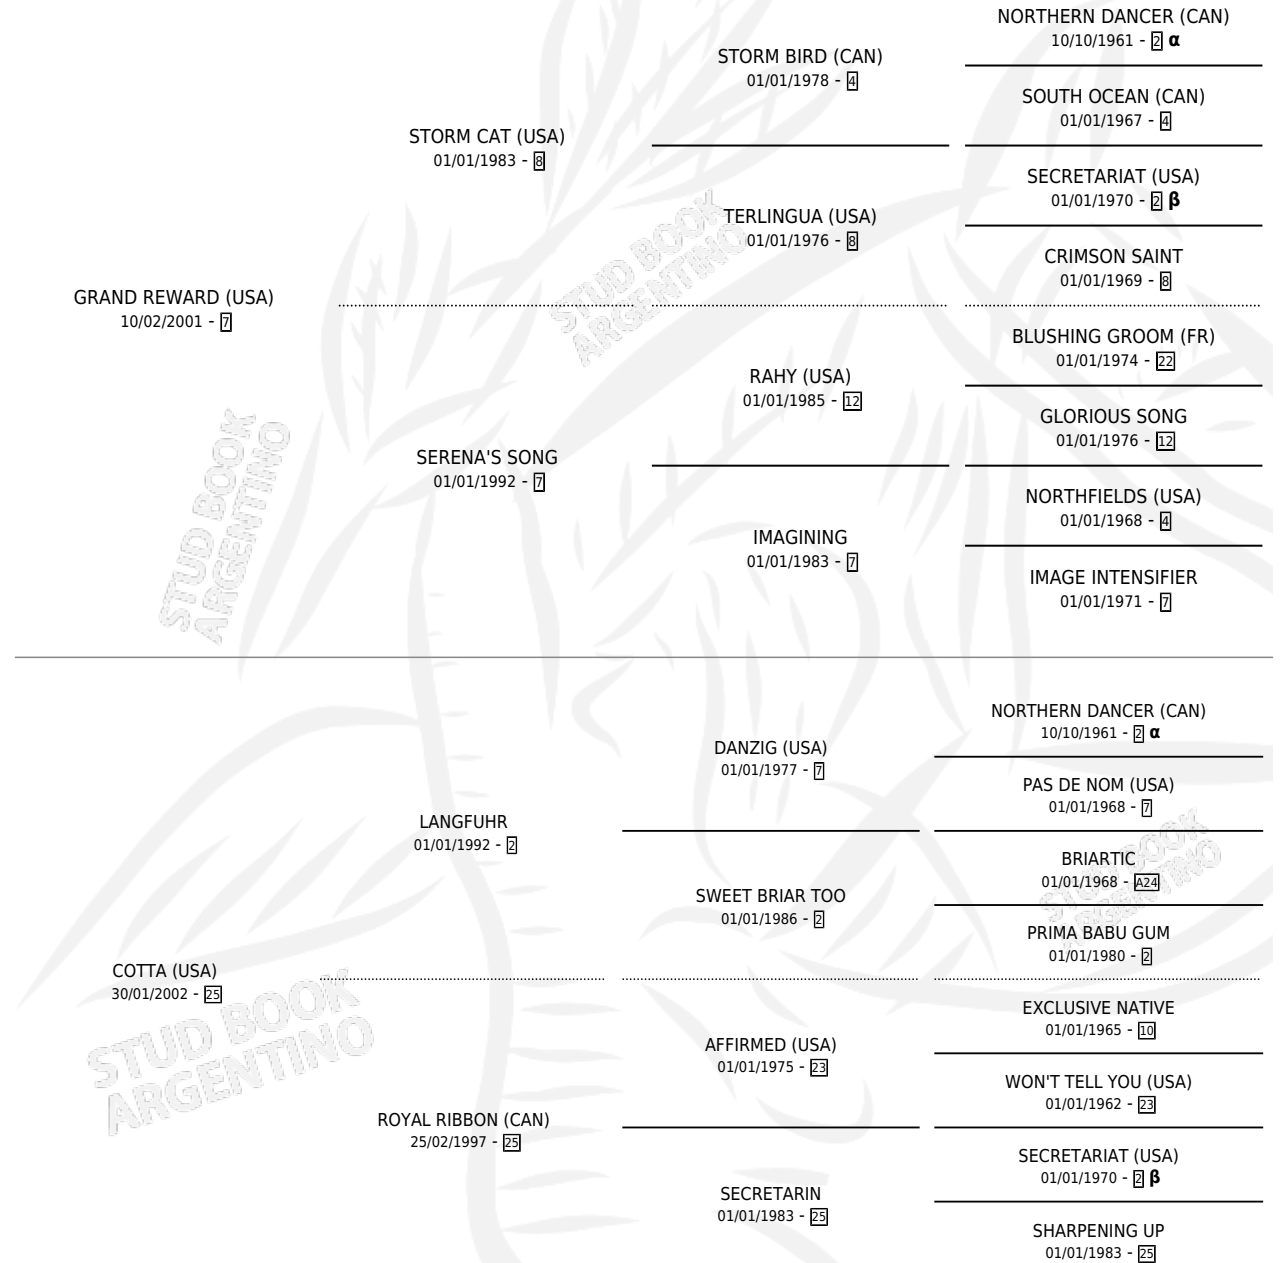 NORTHERN DANCER (CAN)
10/10/1961 - 2 α
STORM BIRD (CAN)
01/01/1978 - 4
SOUTH OCEAN (CAN)
01/01/1967 - 4
STORM CAT (USA)
01/01/1983 - 8
SECRETARIAT (USA)
01/01/1970 - 2 β
TERLINGUA (USA)
01/01/1976 - 8
CRIMSON SAINT
01/01/1969 - 8
GRAND REWARD (USA)
10/02/2001 - 7
BLUSHING GROOM (FR)
01/01/1974 - 22
RAHY (USA)
01/01/1985 - 12
GLORIOUS SONG
01/01/1976 - 12
SERENA'S SONG
01/01/1992 - 7
NORTHFIELDS (USA)
01/01/1968 - 4
IMAGINING
01/01/1983 - 7
IMAGE INTENSIFIER
01/01/1971 - 7
NORTHERN DANCER (CAN)
10/10/1961 - 2 α
DANZIG (USA)
01/01/1977 - 7
PAS DE NOM (USA)
01/01/1968 - 7
LANGFUHR
01/01/1992 - 2
BRIARTIC
01/01/1968 - A24
SWEET BRIAR TOO
01/01/1986 - 2
PRIMA BABU GUM
01/01/1980 - 2
COTTA (USA)
30/01/2002 - 25
EXCLUSIVE NATIVE
01/01/1965 - 10
AFFIRMED (USA)
01/01/1975 - 23
WON'T TELL YOU (USA)
01/01/1962 - 23
ROYAL RIBBON (CAN)
25/02/1997 - 25
SECRETARIAT (USA)
01/01/1970 - 2 β
SECRETARIN
01/01/1983 - 25
SHARPENING UP
01/01/1983 - 25
STUD BOOK
ARGENTINO
STUD BOOK
ARGENTINO
STUD BOOK
ARGENTINO
STUD BOOK
ARGENTINO